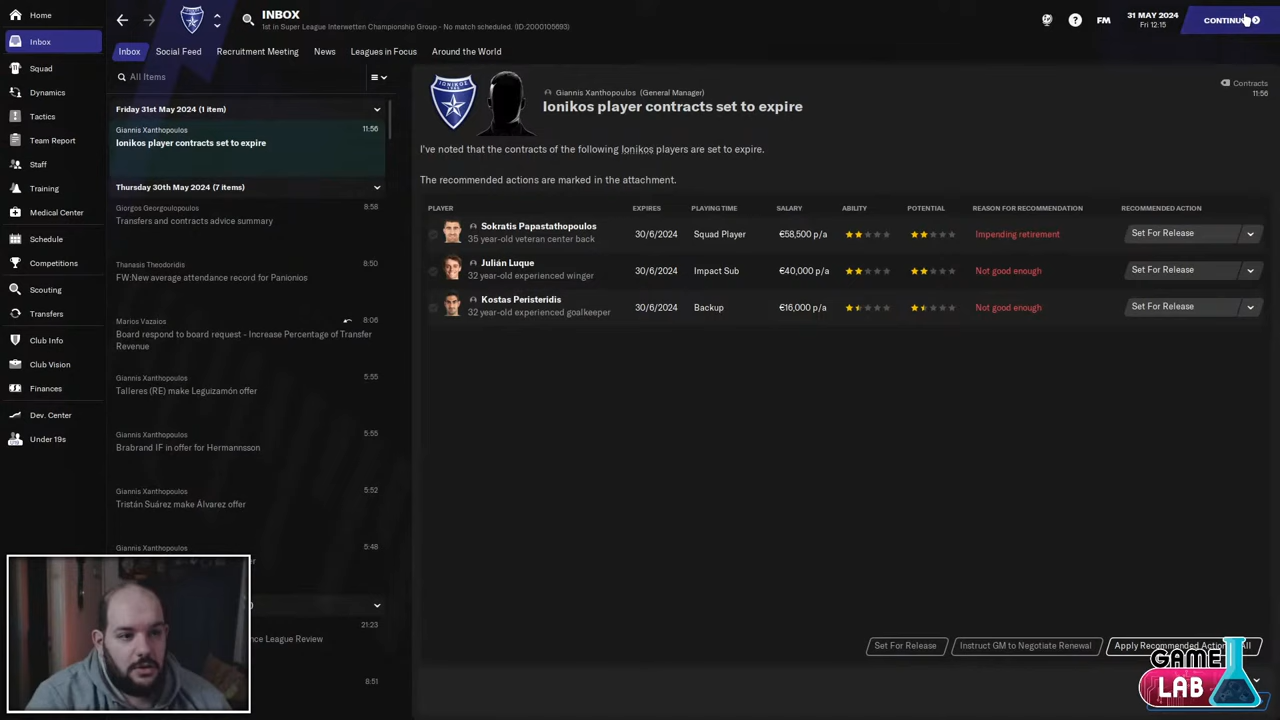 Home
Inbox
Squad
Dynamics
Tactics
Team Report
Staff
Training
Medical Center
Schedule
Competitions
Scouting
Transfers
Club Info
Club Vision
Finances
Dev. Center
Under 19s
INBOX
1st in Super League Interwetten Championship Group - No match scheduled. (ID:2000105693)
FM
31 MAY 2024
Fri 12:15
CONTINUE
Inbox
Social Feed
Recruitment Meeting
News
Leagues in Focus
Around the World
All Items
Friday 31st May 2024 (1 item)
Giannis Xanthopoulos 11:56
Ionikos player contracts set to expire
Thursday 30th May 2024 (7 items)
Giorgos Georgoulopoulos 9:58
Transfers and contracts advice summary
Thanasis Theodoridis 8:50
FW:New average attendance record for Panionios
Marios Vazaios 8:06
Board respond to board request - Increase Percentage of Transfer
Revenue
Giannis Xanthopoulos 5:55
Talleres (RE) make Leguizamón offer
Giannis Xanthopoulos 5:55
Brabrand IF in offer for Hermannsson
Giannis Xanthopoulos 5:52
Tristán Suárez make Álvarez offer
Giannis Xanthopoulos 5:48
21:23
League Review
8:51
IONIKOS
Giannis Xanthopoulos (General Manager)
Ionikos player contracts set to expire
Contracts
11:56
I've noted that the contracts of the following Ionikos players are set to expire.
The recommended actions are marked in the attachment.
PLAYER EXPIRES PLAYING TIME SALARY ABILITY POTENTIAL REASON FOR RECOMMENDATION RECOMMENDED ACTION
Sokratis Papastathopoulos
35 year-old veteran center back
30/6/2024 Squad Player €58,500 p/a Impending retirement Set For Release
Julián Luque
32 year-old experienced winger
30/6/2024 Impact Sub €40,000 p/a Not good enough Set For Release
Kostas Peristeridis
32 year-old experienced goalkeeper
30/6/2024 Backup €16,000 p/a Not good enough Set For Release
Set For Release
Instruct GM to Negotiate Renewal
Apply Recommended Action All
GAME
LAB